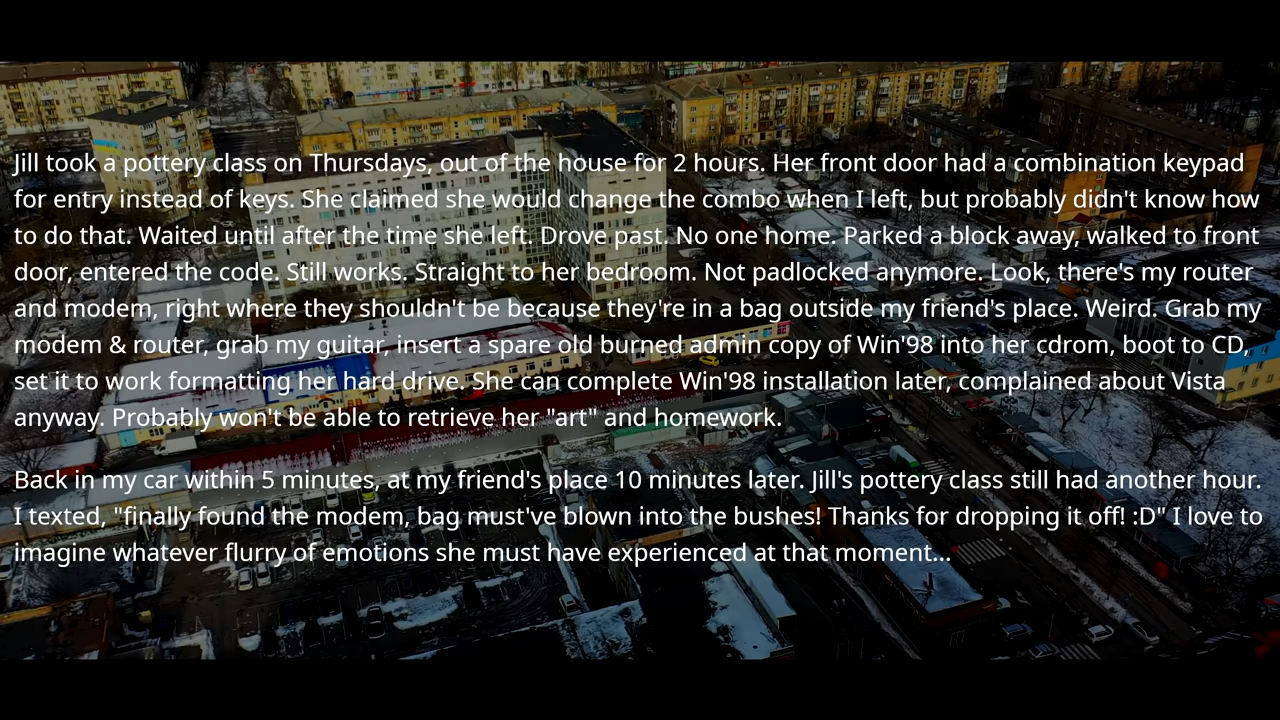 Jill took a pottery class on Thursdays, out of the house for 2 hours. Her front door had a combination keypad
for entry instead of keys. She claimed she would change the combo when I left, but probably didn't know how
to do that. Waited until after the time she left. Drove past. No one home. Parked a block away, walked to front
door, entered the code. Still works. Straight to her bedroom. Not padlocked anymore. Look, there's my router
and modem, right where they shouldn't be because they're in a bag outside my friend's place. Weird. Grab my
modem & router, grab my guitar, insert a spare old burned admin copy of Win'98 into her cdrom, boot to CD,
set it to work formatting her hard drive. She can complete Win'98 installation later, complained about Vista
anyway. Probably won't be able to retrieve her "art" and homework.
Back in my car within 5 minutes, at my friend's place 10 minutes later. Jill's pottery class still had another hour.
I texted, "finally found the modem, bag must've blown into the bushes! Thanks for dropping it off! :D" I love to
imagine whatever flurry of emotions she must have experienced at that moment...